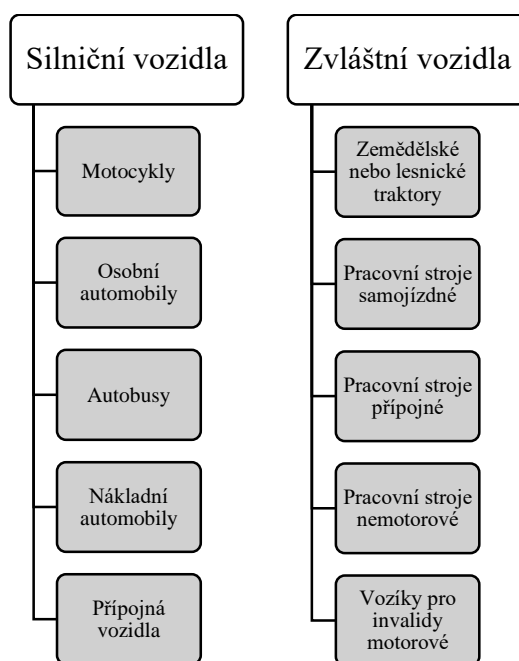 Silniční vozidla
Motocykly
Osobní
automobily
Autobusy
Nákladní
automobily
Přípojná
vozidla
Zvláštní vozidla
Zemědělské
nebo lesnické
traktory
Pracovní stroje
samojízdné
Pracovní stroje
přípojné
Pracovní stroje
nemotorové
Vozíky pro
invalidy
motorové